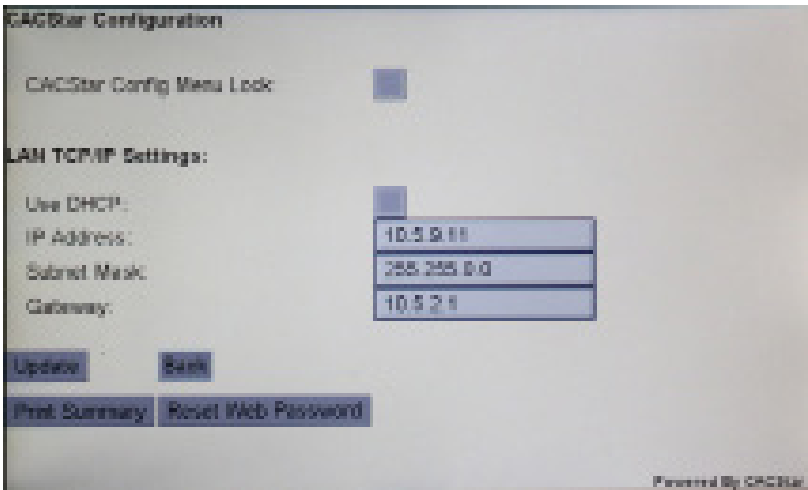 CACStar Configuration
CACStar Config Menu Lock:
LAN TCP/IP Settings:
Use DHCP:
IP Address: 10.5.9.11
Subnet Mask: 255.255.0.0
Gateway: 10.5.2.1
Update Bank
Print Summary Reset Web Password
Powered By CACStar